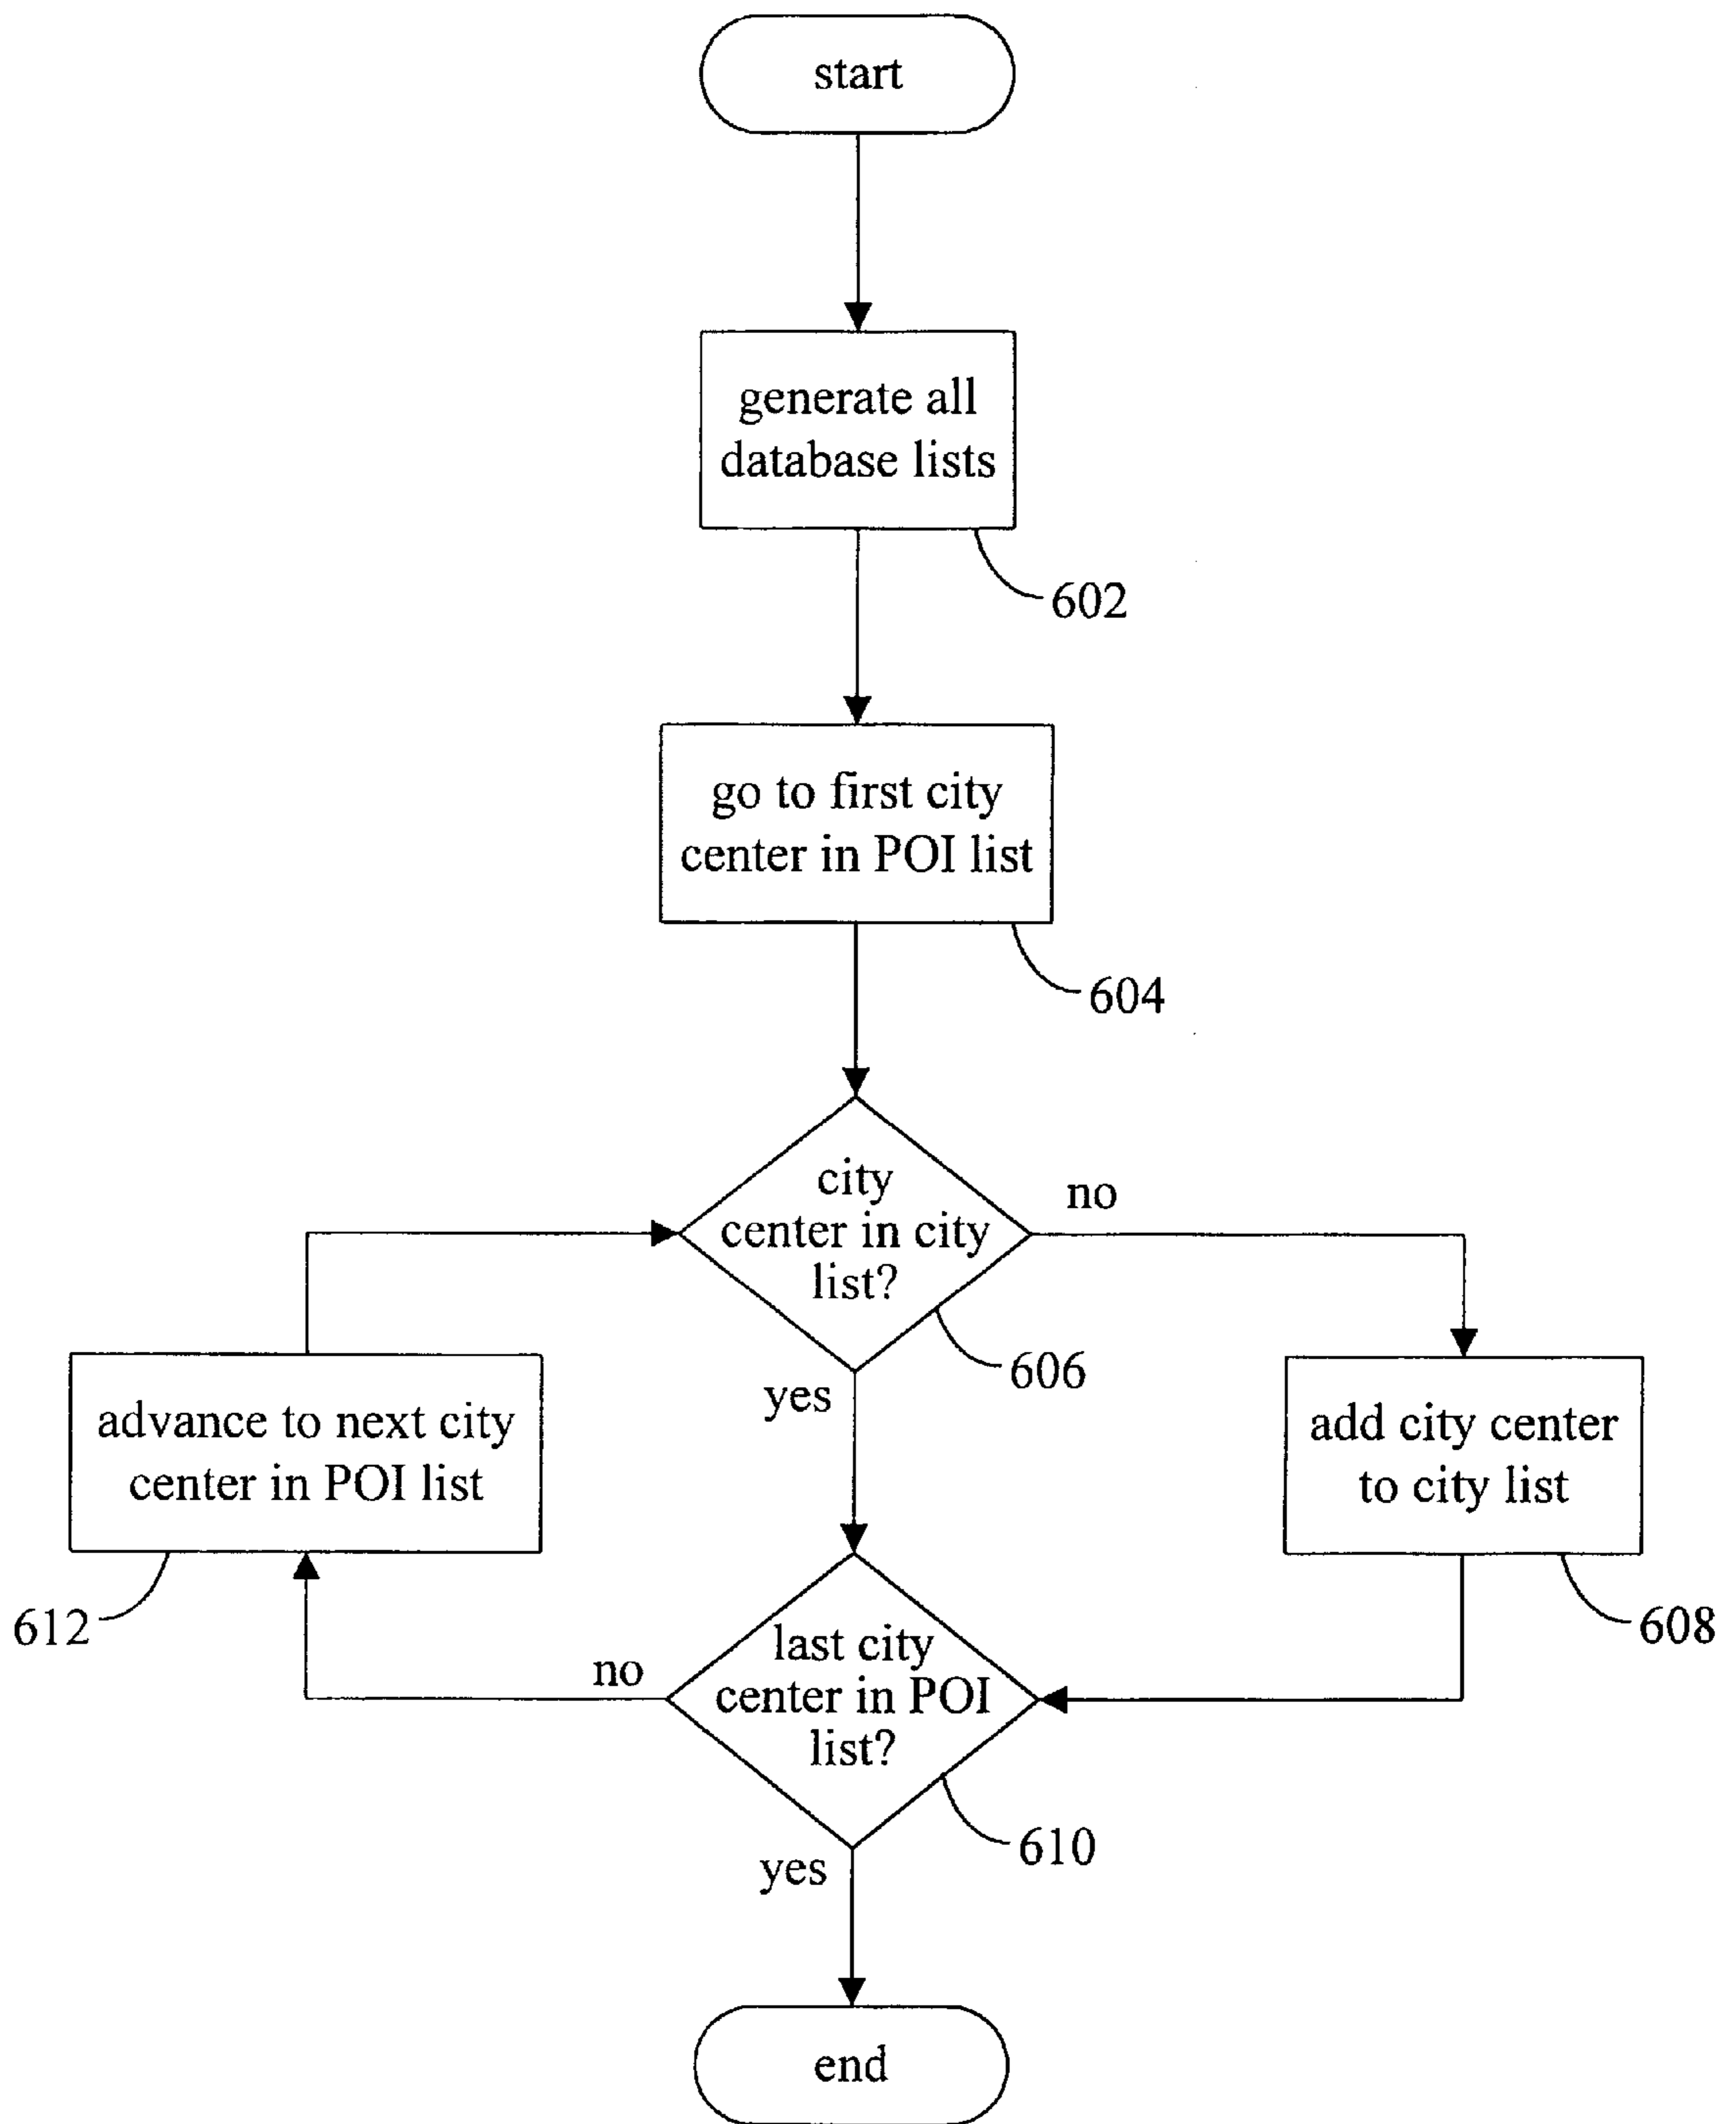 start
generate all
database lists
602
go to first city
center in POI list
604
city
center in city
list?
no
606
yes
advance to next city
center in POI list
612
add city center
to city list
608
last city
center in POI
list?
no
610
yes
end